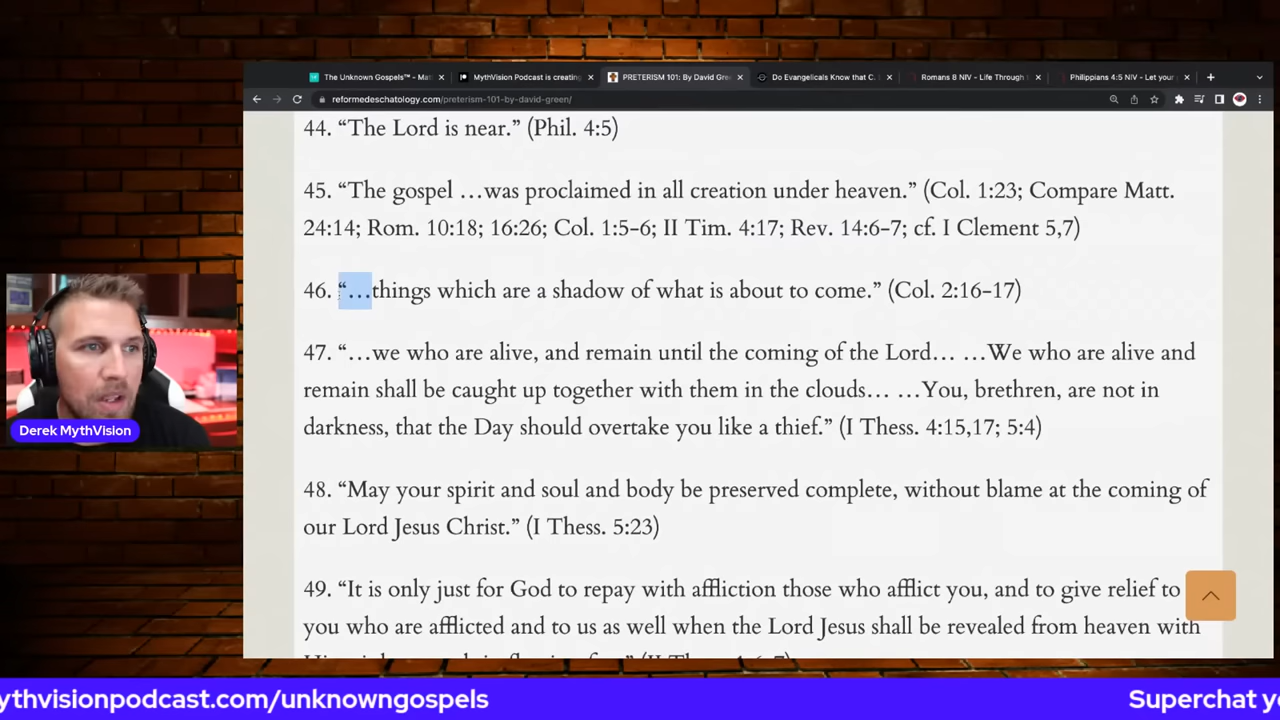 The Unknown Gospels™ - Mat
MythVision Podcast is creating
PRETERISM 101: By David Gre
Do Evangelicals Know that C. S
Romans 8 NIV - Life Through t
Philippians 4:5 NIV - Let your g
reformedeschatology.com/preterism-101-by-david-green/
44. “The Lord is near.” (Phil. 4:5)
45. “The gospel …was proclaimed in all creation under heaven.” (Col. 1:23; Compare Matt.
24:14; Rom. 10:18; 16:26; Col. 1:5-6; II Tim. 4:17; Rev. 14:6-7; cf. I Clement 5,7)
46. “…things which are a shadow of what is about to come.” (Col. 2:16-17)
47. “…we who are alive, and remain until the coming of the Lord… …We who are alive and
remain shall be caught up together with them in the clouds… …You, brethren, are not in
darkness, that the Day should overtake you like a thief.” (I Thess. 4:15,17; 5:4)
48. “May your spirit and soul and body be preserved complete, without blame at the coming of
our Lord Jesus Christ.” (I Thess. 5:23)
49. “It is only just for God to repay with affliction those who afflict you, and to give relief to
you who are afflicted and to us as well when the Lord Jesus shall be revealed from heaven with
Derek MythVision
ythvisionpodcast.com/unknowngospels
Superchat yo